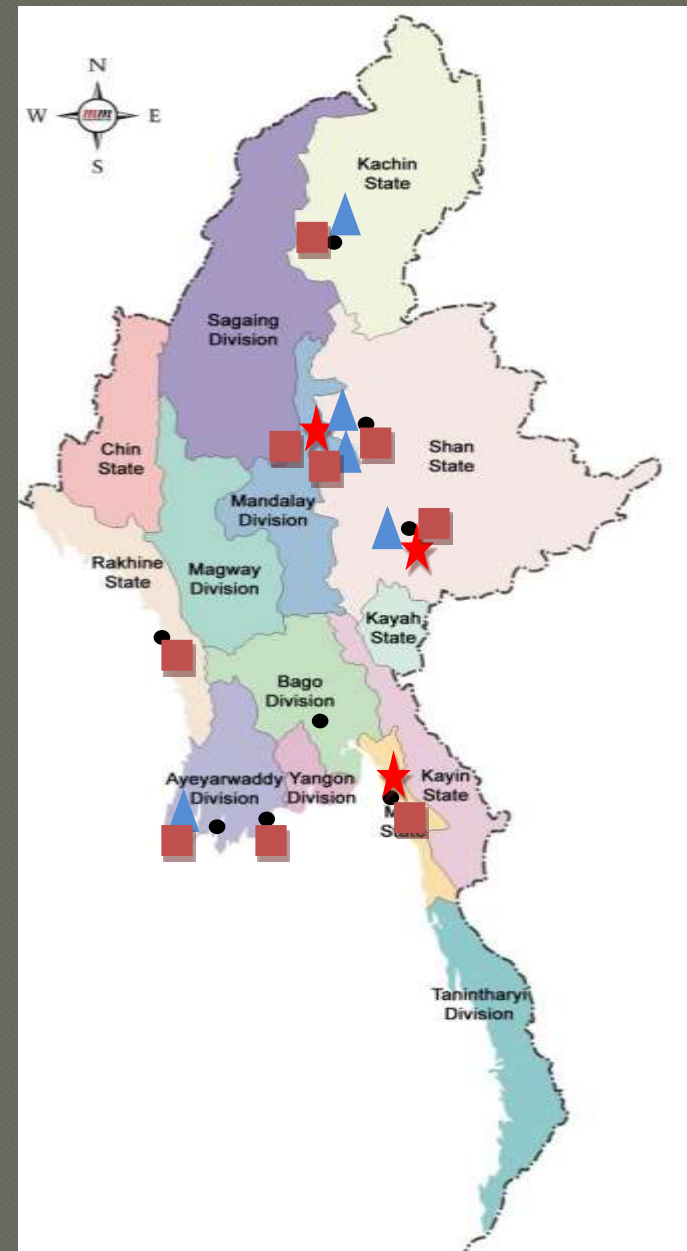 N
W
E
S
Kachin
State
Sagaing
Division
Chin
State
Shan
State
Mandalay
Division
Rakhine
State
Magway
Division
Kayah
State
Bago
Division
Ayeyarwaddy
Division
Yangon
Division
Kayin
State
State
Tanintharyi
Division